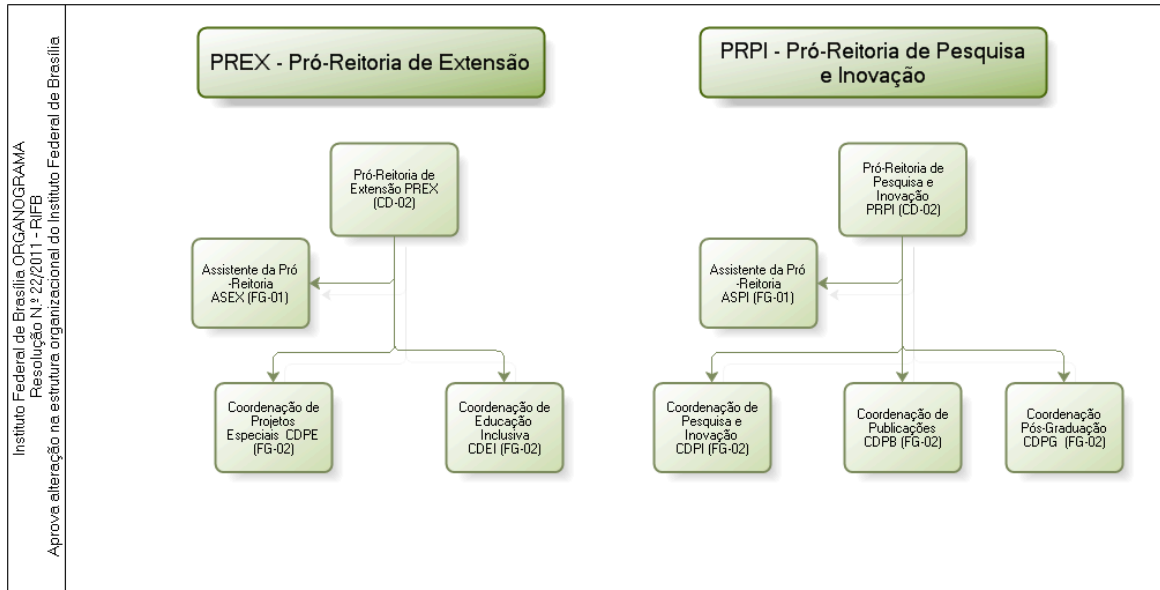 Instituto Federal de Brasília ORGANOGRAMA
Resolução N.º 22/2011 - RIFB
Aprova alteração na estrutura organizacional do Instituto Federal de Brasília
PREX - Pró-Reitoria de Extensão
Pró-Reitoria de
Extensão PREX
(CD-02)
Assistente da Pró
-Reitoria
ASEX (FG-01)
Coordenação de
Projetos
Especiais CDPE
(FG-02)
Coordenação de
Educação
Inclusiva
CDEI (FG-02)
PRPI - Pró-Reitoria de Pesquisa
e Inovação
Pró-Reitoria de
Pesquisa e
Inovação
PRPI (CD-02)
Assistente da Pró
-Reitoria
ASPI (FG-01)
Coordenação de
Pesquisa e
Inovação
CDPI (FG-02)
Coordenação de
Publicações
CDPB (FG-02)
Coordenação
Pós-Graduação
CDPG (FG-02)